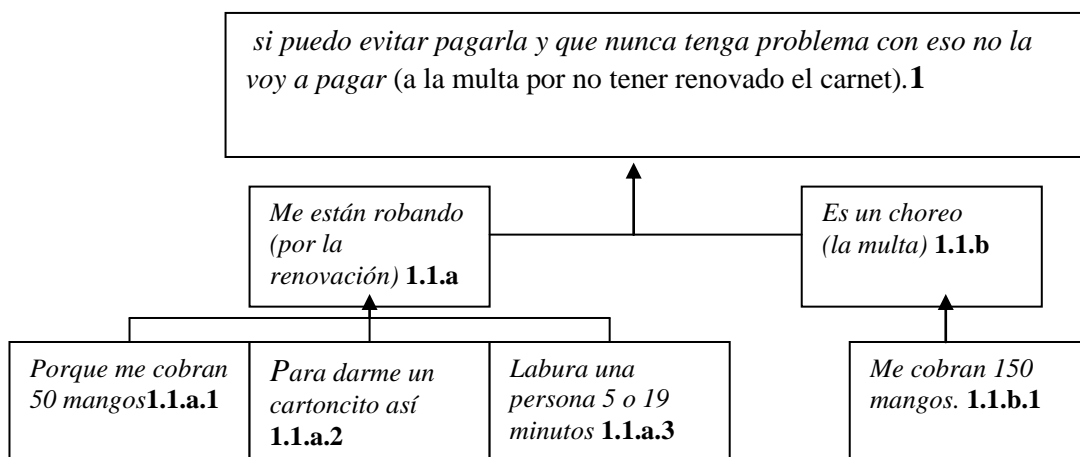 si puedo evitar pagarla y que nunca tenga problema con eso no la
voy a pagar (a la multa por no tener renovado el carnet).1
Me están robando
(por la
renovación) 1.1.a
Es un choreo
(la multa) 1.1.b
Porque me cobran
50 mangos1.1.a.1
Para darme un
cartoncito así
1.1.a.2
Labura una
persona 5 o 19
minutos 1.1.a.3
Me cobran 150
mangos. 1.1.b.1